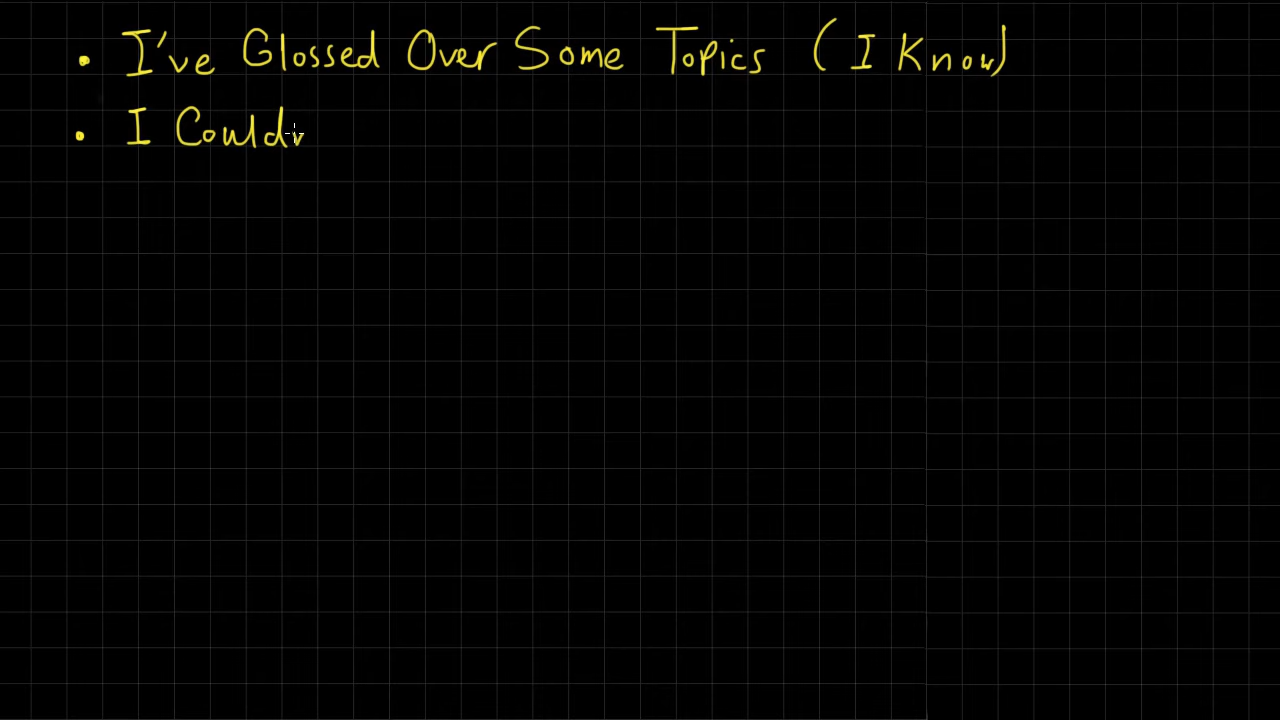 • I've Glossed Over Some Topics (I Know)
• I Could